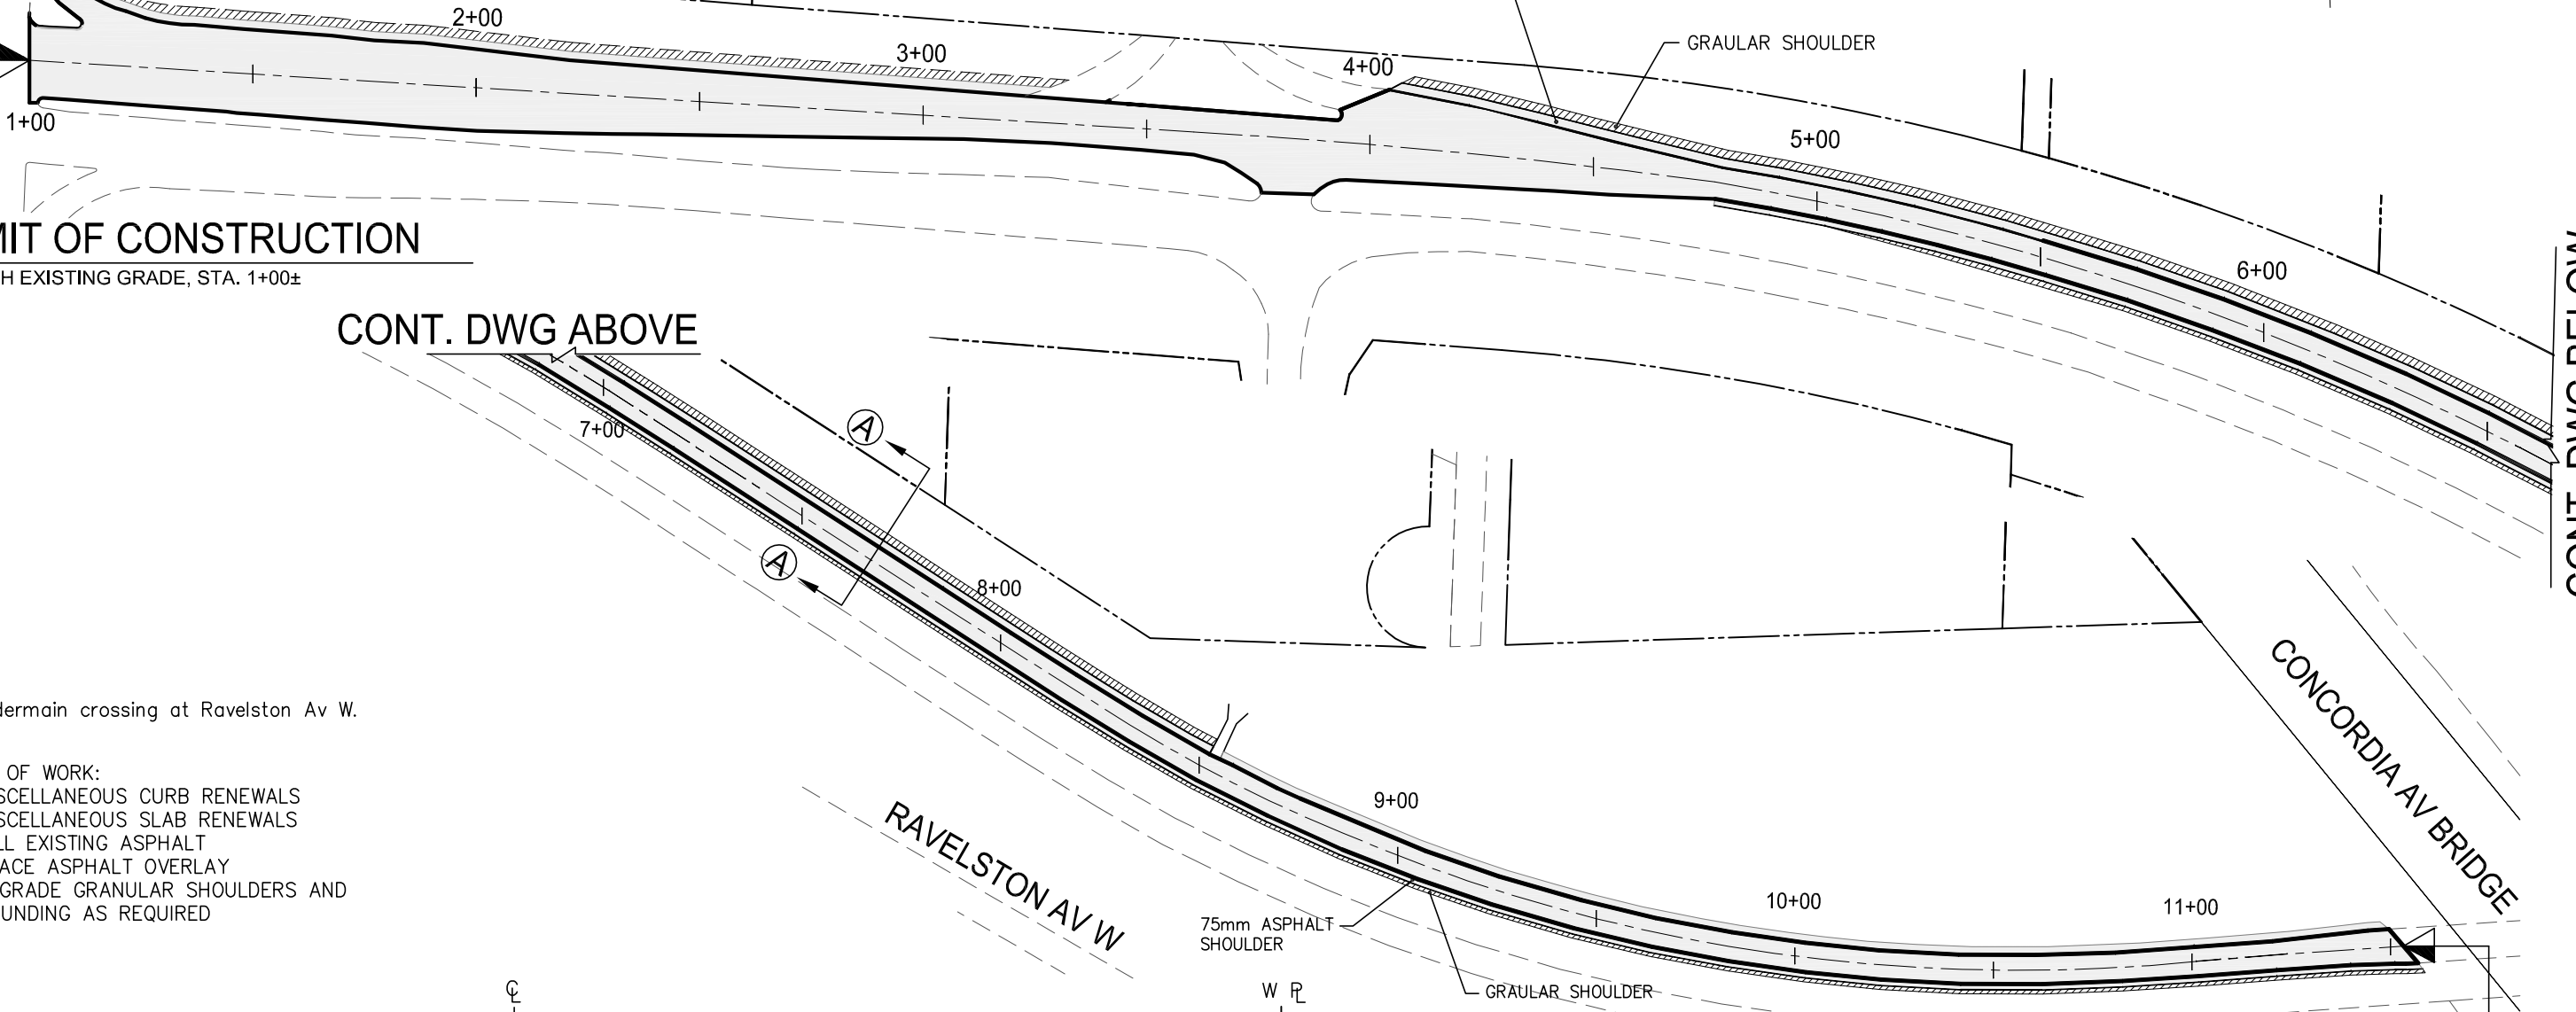 2+00
3+00
4+00
GRAULAR SHOULDER
5+00
1+00
6+00
MIT OF CONSTRUCTION
H EXISTING GRADE, STA. 1+00±
CONT. DWG BELOW
CONT. DWG ABOVE
7+00
A
A
8+00
dermain crossing at Ravelston Av W.
OF WORK:
SCELLANEOUS CURB RENEWALS
SCELLANEOUS SLAB RENEWALS
LL EXISTING ASPHALT
ACE ASPHALT OVERLAY
GRADE GRANULAR SHOULDERS AND
UNDING AS REQUIRED
CONCORDIA AV BRIDGE
RAVELSTON AV W
9+00
10+00
11+00
75mm ASPHALT
SHOULDER
GRAULAR SHOULDER
℄
W ⅊